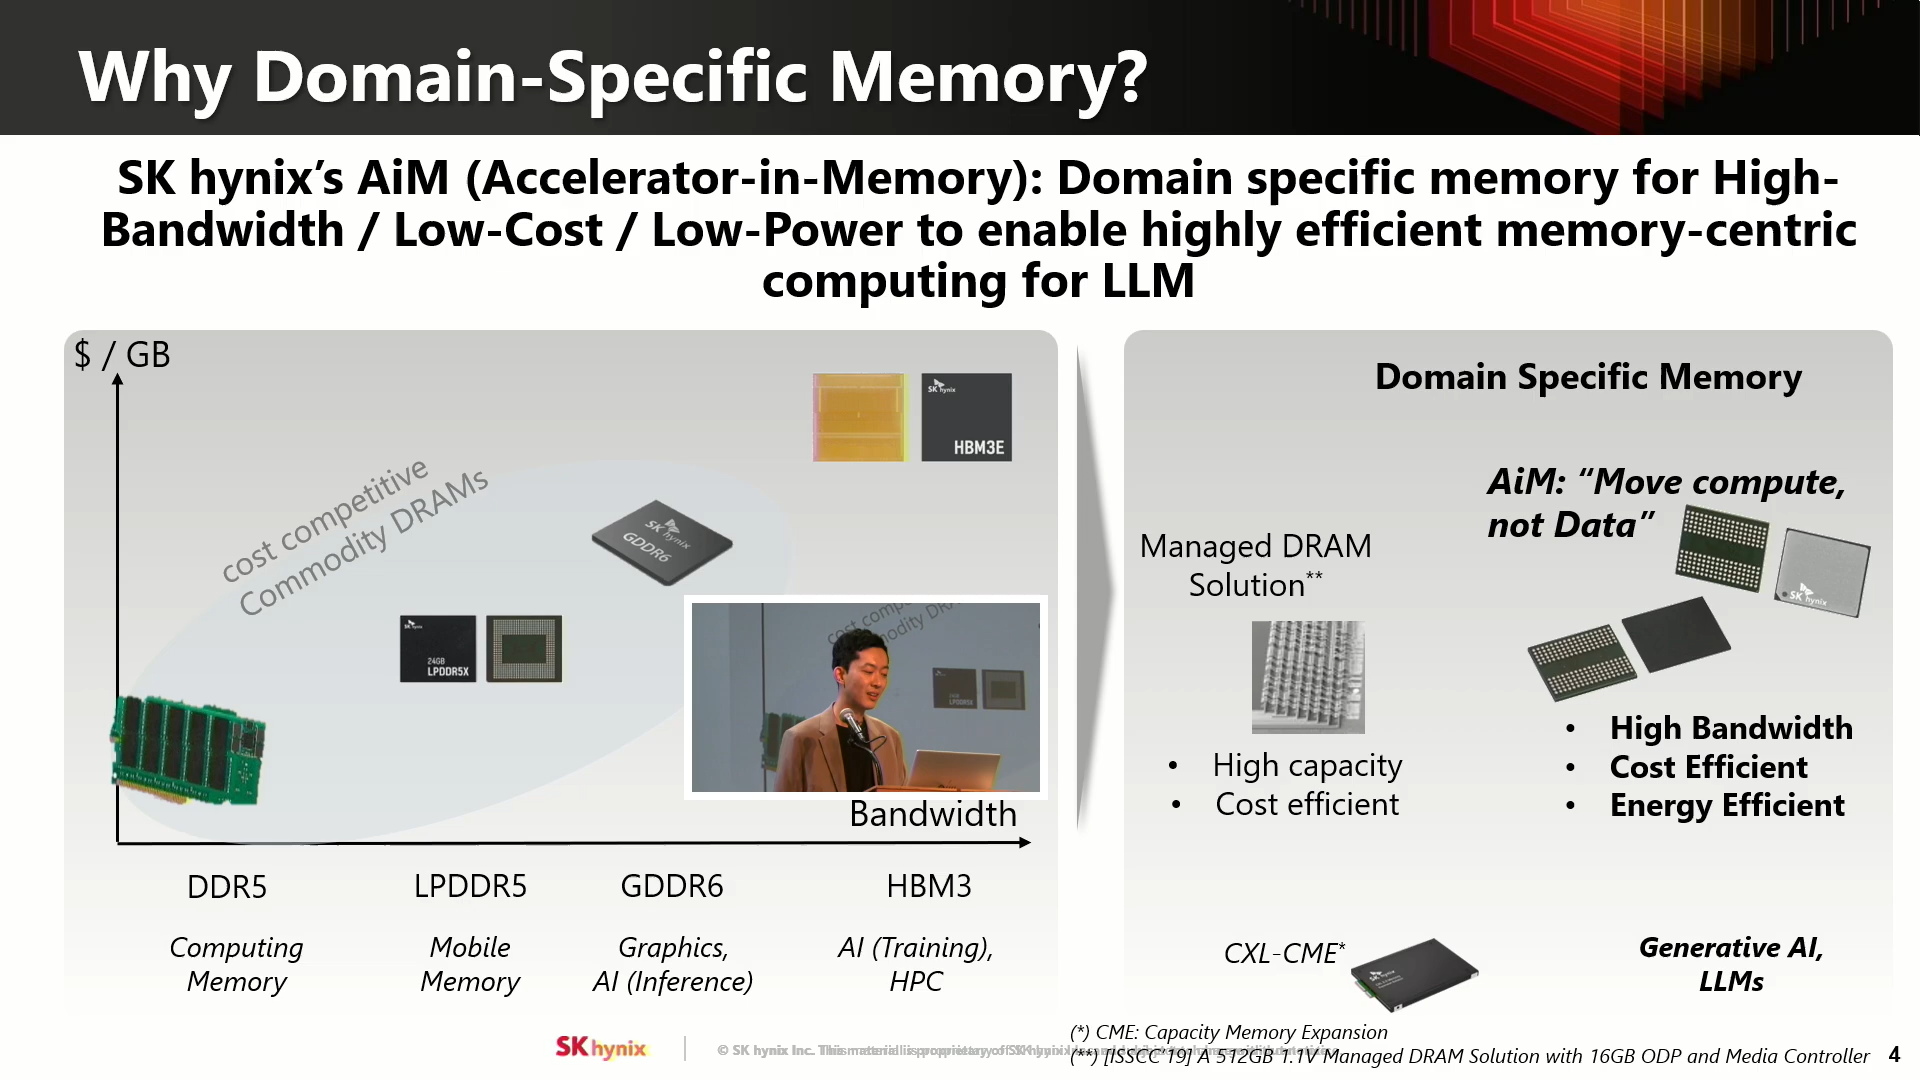 Why Domain-Specific Memory?
SK hynix’s AiM (Accelerator-in-Memory): Domain specific memory for High-
Bandwidth / Low-Cost / Low-Power to enable highly efficient memory-centric
computing for LLM
$ / GB
cost competitive
Commodity DRAMs
SK hynix
HBM3E
SK hynix
GDDR6
SK hynix
24GB
LPDDR5X
cost comp
modity DRA
24GB
LPDDR5X
Bandwidth
DDR5
LPDDR5
GDDR6
HBM3
Computing
Memory
Mobile
Memory
Graphics,
AI (Inference)
AI (Training),
HPC
Domain Specific Memory
Managed DRAM
Solution**
• High capacity
• Cost efficient
CXL-CME*
SK hynix
AiM: “Move compute,
not Data”
SK hynix
• High Bandwidth
• Cost Efficient
• Energy Efficient
Generative AI,
LLMs
(*) CME: Capacity Memory Expansion
(**) [ISSCC’19] A 512GB 1.1V Managed DRAM Solution with 16GB ODP and Media Controller
SK hynix
© SK hynix Inc. This material is proprietary of SK hynix
4